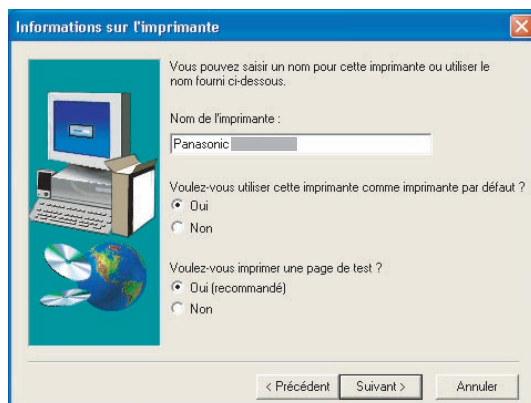 Informations sur l'imprimante
Vous pouvez saisir un nom pour cette imprimante ou utiliser le
nom fourni ci-dessous.
Nom de l'imprimante :
Panasonic
Voulez-vous utiliser cette imprimante comme imprimante par défaut ?
Oui
Non
Voulez-vous imprimer une page de test ?
Oui (recommandé)
Non
< Précédent
Suivant >
Annuler